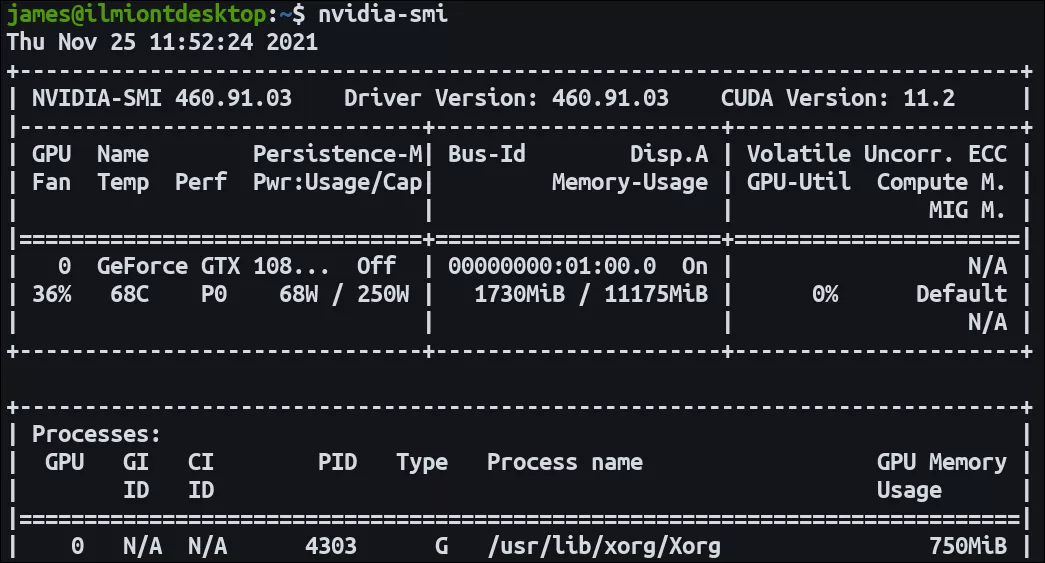 james@ilmiontdesktop:~$ nvidia-smi
Thu Nov 25 11:52:24 2021
+-----------------------------------------------------------------------------+
| NVIDIA-SMI 460.91.03    Driver Version: 460.91.03    CUDA Version: 11.2     |
|-------------------------------+----------------------+----------------------+
| GPU  Name        Persistence-M| Bus-Id        Disp.A | Volatile Uncorr. ECC |
| Fan  Temp  Perf  Pwr:Usage/Cap|         Memory-Usage | GPU-Util  Compute M. |
|                               |                      |               MIG M. |
|===============================+======================+======================|
|   0  GeForce GTX 108...  Off  | 00000000:01:00.0  On |                  N/A |
| 36%   68C    P0    68W / 250W |   1730MiB / 11175MiB |      0%      Default |
|                               |                      |                  N/A |
+-------------------------------+----------------------+----------------------+

+-----------------------------------------------------------------------------+
| Processes:                                                                  |
|  GPU   GI   CI        PID   Type   Process name                  GPU Memory |
|        ID   ID                                                   Usage      |
|=============================================================================|
|    0   N/A  N/A      4303      G   /usr/lib/xorg/Xorg                750MiB |